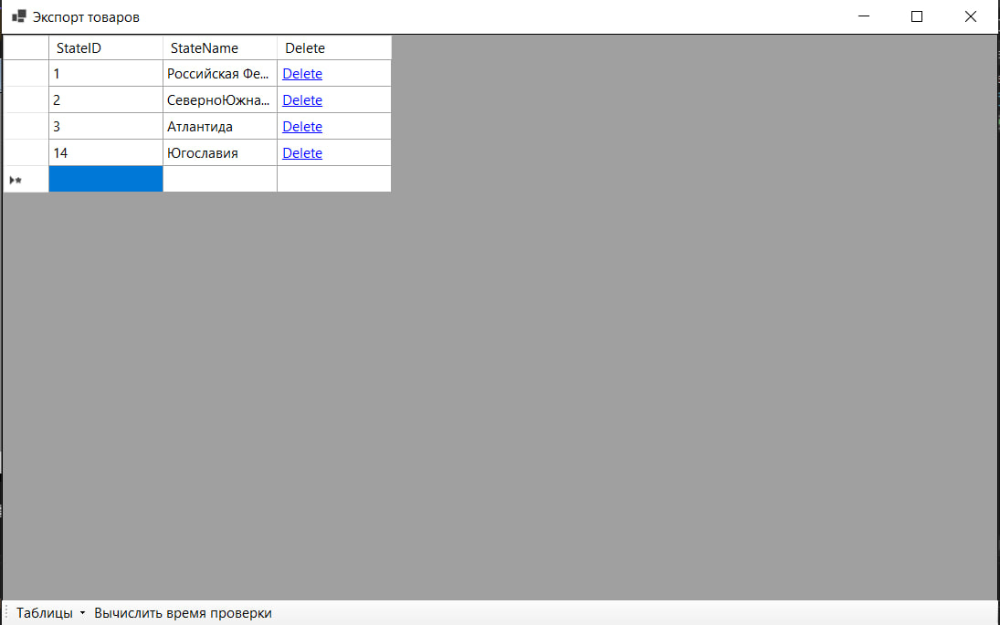 Экспорт товаров
StateID StateName Delete
1 Российская Фе... Delete
2 СеверноЮжна... Delete
3 Атлантида Delete
14 Югославия Delete
Таблицы Вычислить время проверки